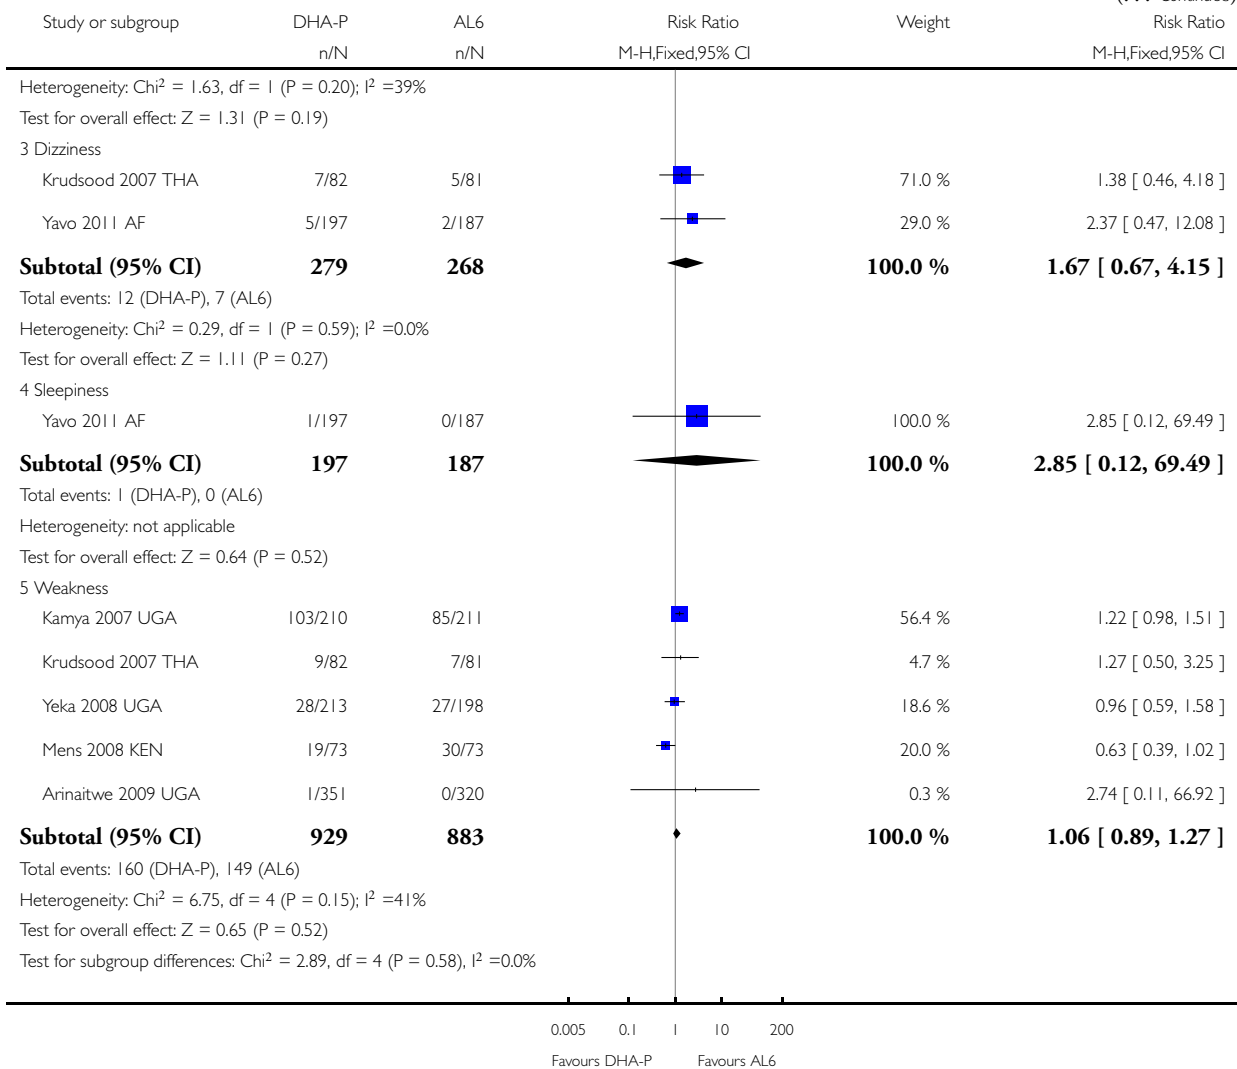 (. . . Continued)
Study or subgroup DHA-P AL6 Risk Ratio Weight Risk Ratio
n/N n/N M-H,Fixed,95% CI M-H,Fixed,95% CI
Heterogeneity: Chi² = 1.63, df = 1 (P = 0.20); I² =39%
Test for overall effect: Z = 1.31 (P = 0.19)
3 Dizziness
Krudsood 2007 THA 7/82 5/81 71.0 % 1.38 [ 0.46, 4.18 ]
Yavo 2011 AF 5/197 2/187 29.0 % 2.37 [ 0.47, 12.08 ]
Subtotal (95% CI) 279 268 100.0 % 1.67 [ 0.67, 4.15 ]
Total events: 12 (DHA-P), 7 (AL6)
Heterogeneity: Chi² = 0.29, df = 1 (P = 0.59); I² =0.0%
Test for overall effect: Z = 1.11 (P = 0.27)
4 Sleepiness
Yavo 2011 AF 1/197 0/187 100.0 % 2.85 [ 0.12, 69.49 ]
Subtotal (95% CI) 197 187 100.0 % 2.85 [ 0.12, 69.49 ]
Total events: 1 (DHA-P), 0 (AL6)
Heterogeneity: not applicable
Test for overall effect: Z = 0.64 (P = 0.52)
5 Weakness
Kamya 2007 UGA 103/210 85/211 56.4 % 1.22 [ 0.98, 1.51 ]
Krudsood 2007 THA 9/82 7/81 4.7 % 1.27 [ 0.50, 3.25 ]
Yeka 2008 UGA 28/213 27/198 18.6 % 0.96 [ 0.59, 1.58 ]
Mens 2008 KEN 19/73 30/73 20.0 % 0.63 [ 0.39, 1.02 ]
Arinaitwe 2009 UGA 1/351 0/320 0.3 % 2.74 [ 0.11, 66.92 ]
Subtotal (95% CI) 929 883 100.0 % 1.06 [ 0.89, 1.27 ]
Total events: 160 (DHA-P), 149 (AL6)
Heterogeneity: Chi² = 6.75, df = 4 (P = 0.15); I² =41%
Test for overall effect: Z = 0.65 (P = 0.52)
Test for subgroup differences: Chi² = 2.89, df = 4 (P = 0.58), I² =0.0%
0.005 0.1 1 10 200
Favours DHA-P Favours AL6